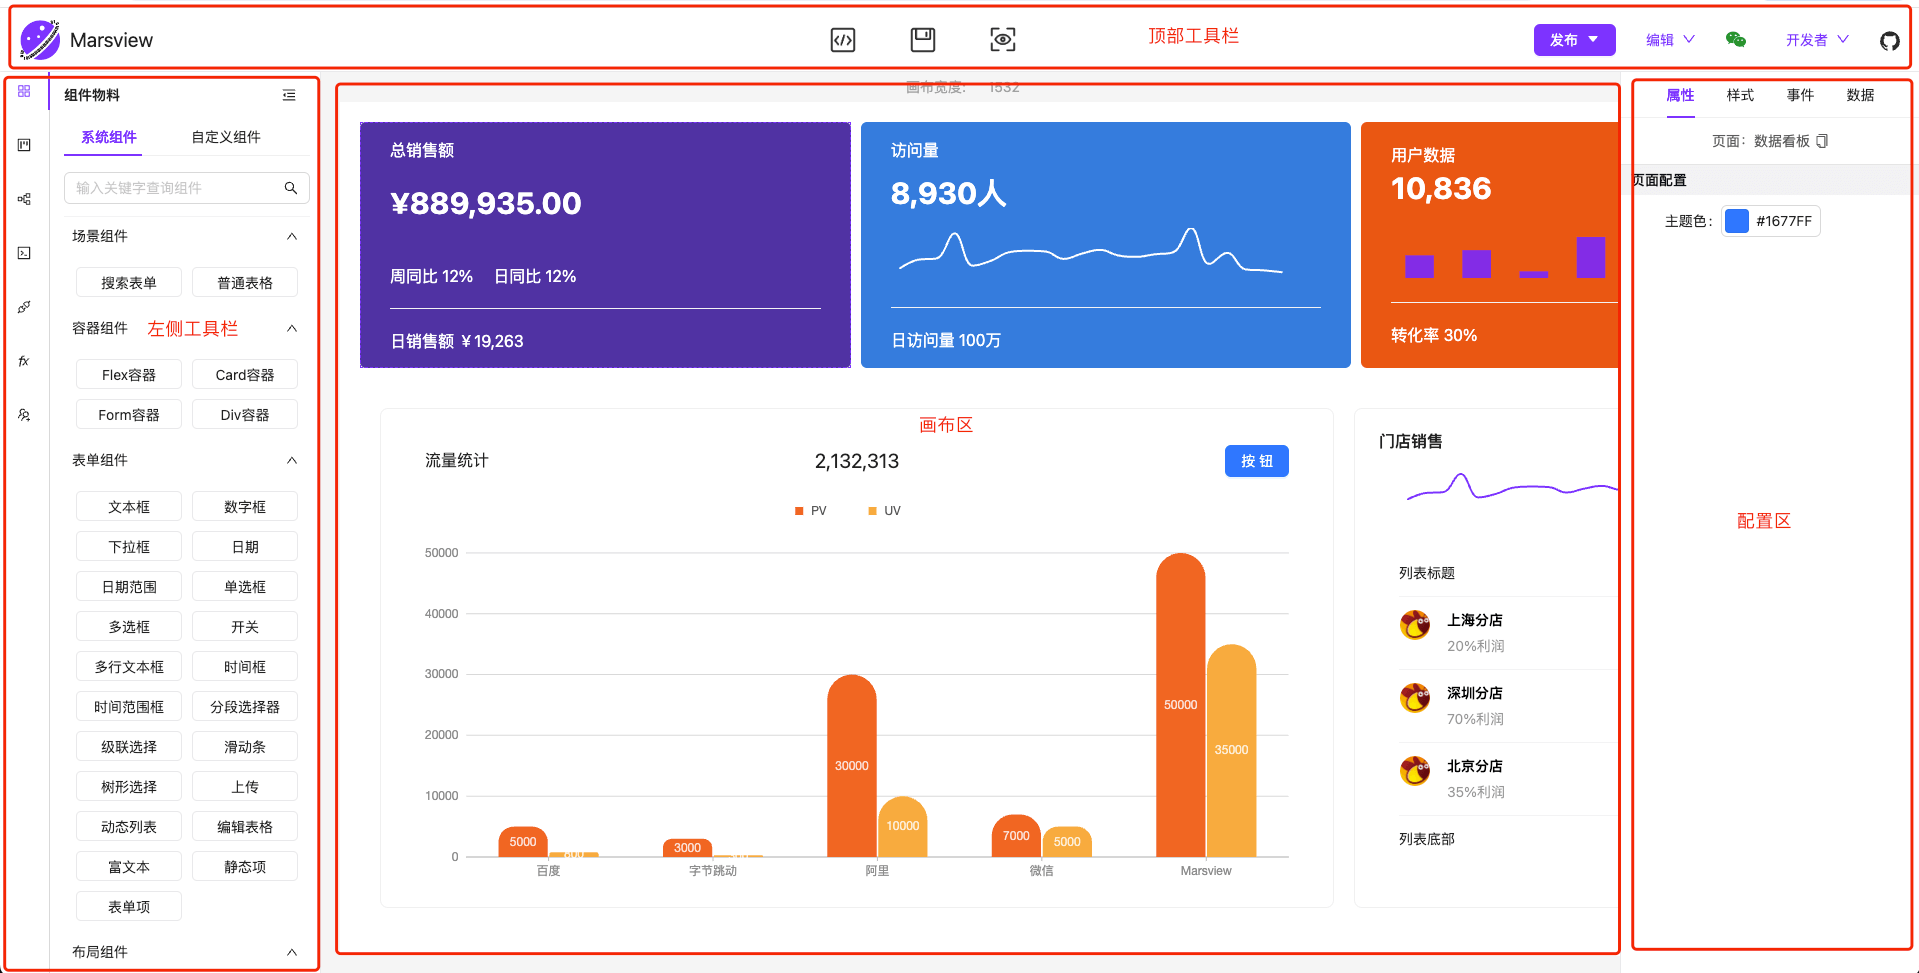 Marsview
顶部工具栏
发布
编辑
开发者
组件物料
系统组件
自定义组件
输入关键字查询组件
场景组件
搜索表单
普通表格
容器组件
左侧工具栏
Flex容器
Card容器
Form容器
Div容器
表单组件
文本框
数字框
下拉框
日期
日期范围
单选框
多选框
开关
多行文本框
时间框
时间范围框
分段选择器
级联选择
滑动条
树形选择
上传
动态列表
编辑表格
富文本
静态项
表单项
布局组件
画布宽度: 1532
总销售额
¥889,935.00
周同比 12% 日同比 12%
日销售额 ¥19,263
访问量
8,930人
日访问量 100万
用户数据
10,836
转化率 30%
画布区
流量统计
2,132,313
按钮
PV
UV
50000
40000
30000
20000
10000
0
5000
3000
30000
10000
7000
5000
50000
35000
百度
字节跳动
阿里
微信
Marsview
门店销售
列表标题
上海分店
20%利润
深圳分店
70%利润
北京分店
35%利润
列表底部
属性
样式
事件
数据
页面: 数据看板
页面配置
主题色:
#1677FF
配置区